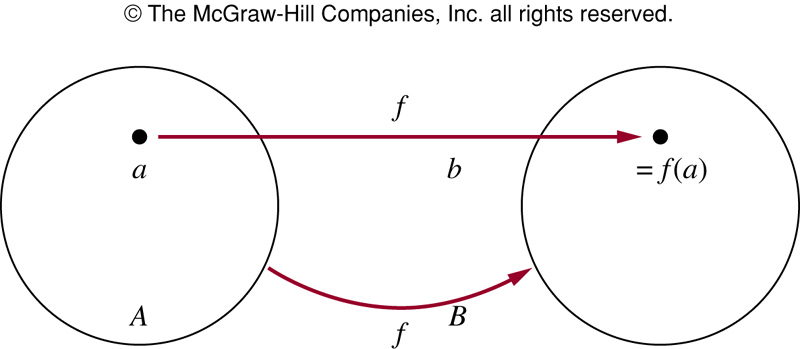 © The McGraw-Hill Companies, Inc. all rights reserved.
f
a
b
= f(a)
A
B
f